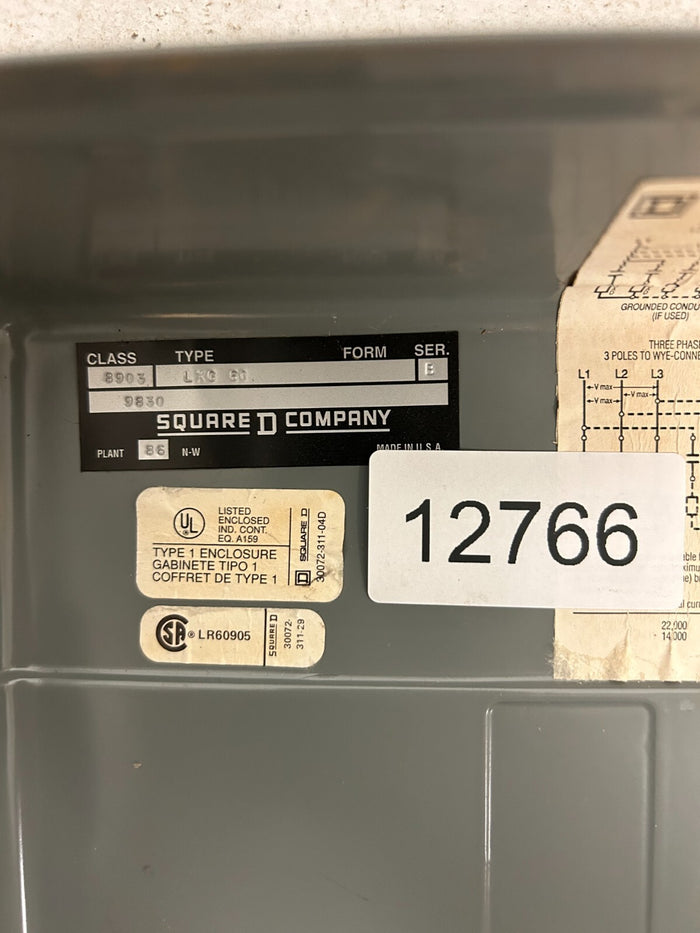 CLASS TYPE FORM SER.
8903 LXG 60. B
9830
SQUARE D COMPANY
PLANT 86 N-W MADE IN U.S.A.
12766
UL
LISTED
ENCLOSED
IND. CONT.
EQ. A159
TYPE 1 ENCLOSURE
GABINETE TIPO 1
COFFRET DE TYPE 1
SQUARE D
30072-311-04D
SA ® LR60905
SQUARE D
30072-
311-29
D
GROUNDED CONDU
(IF USED)
THREE PHAS
3 POLES TO WYE-CONNE
L1 L2 L3
V max
V max
V max
22,000
14,000